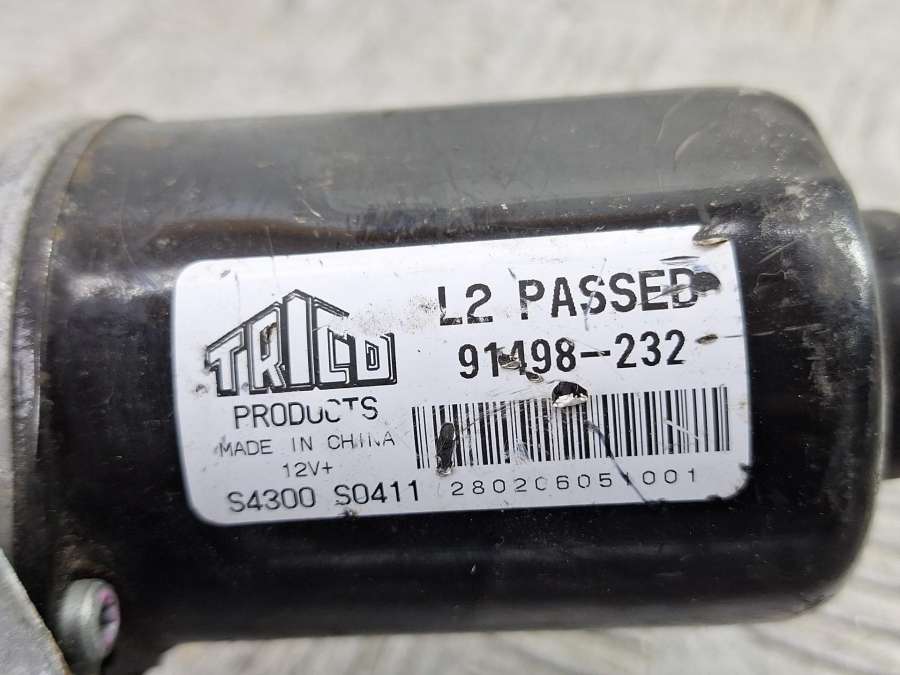 TRICO
PRODUCTS
MADE IN CHINA
12V+
S4300 S0411
L2 PASSED
91498-232
280206051001